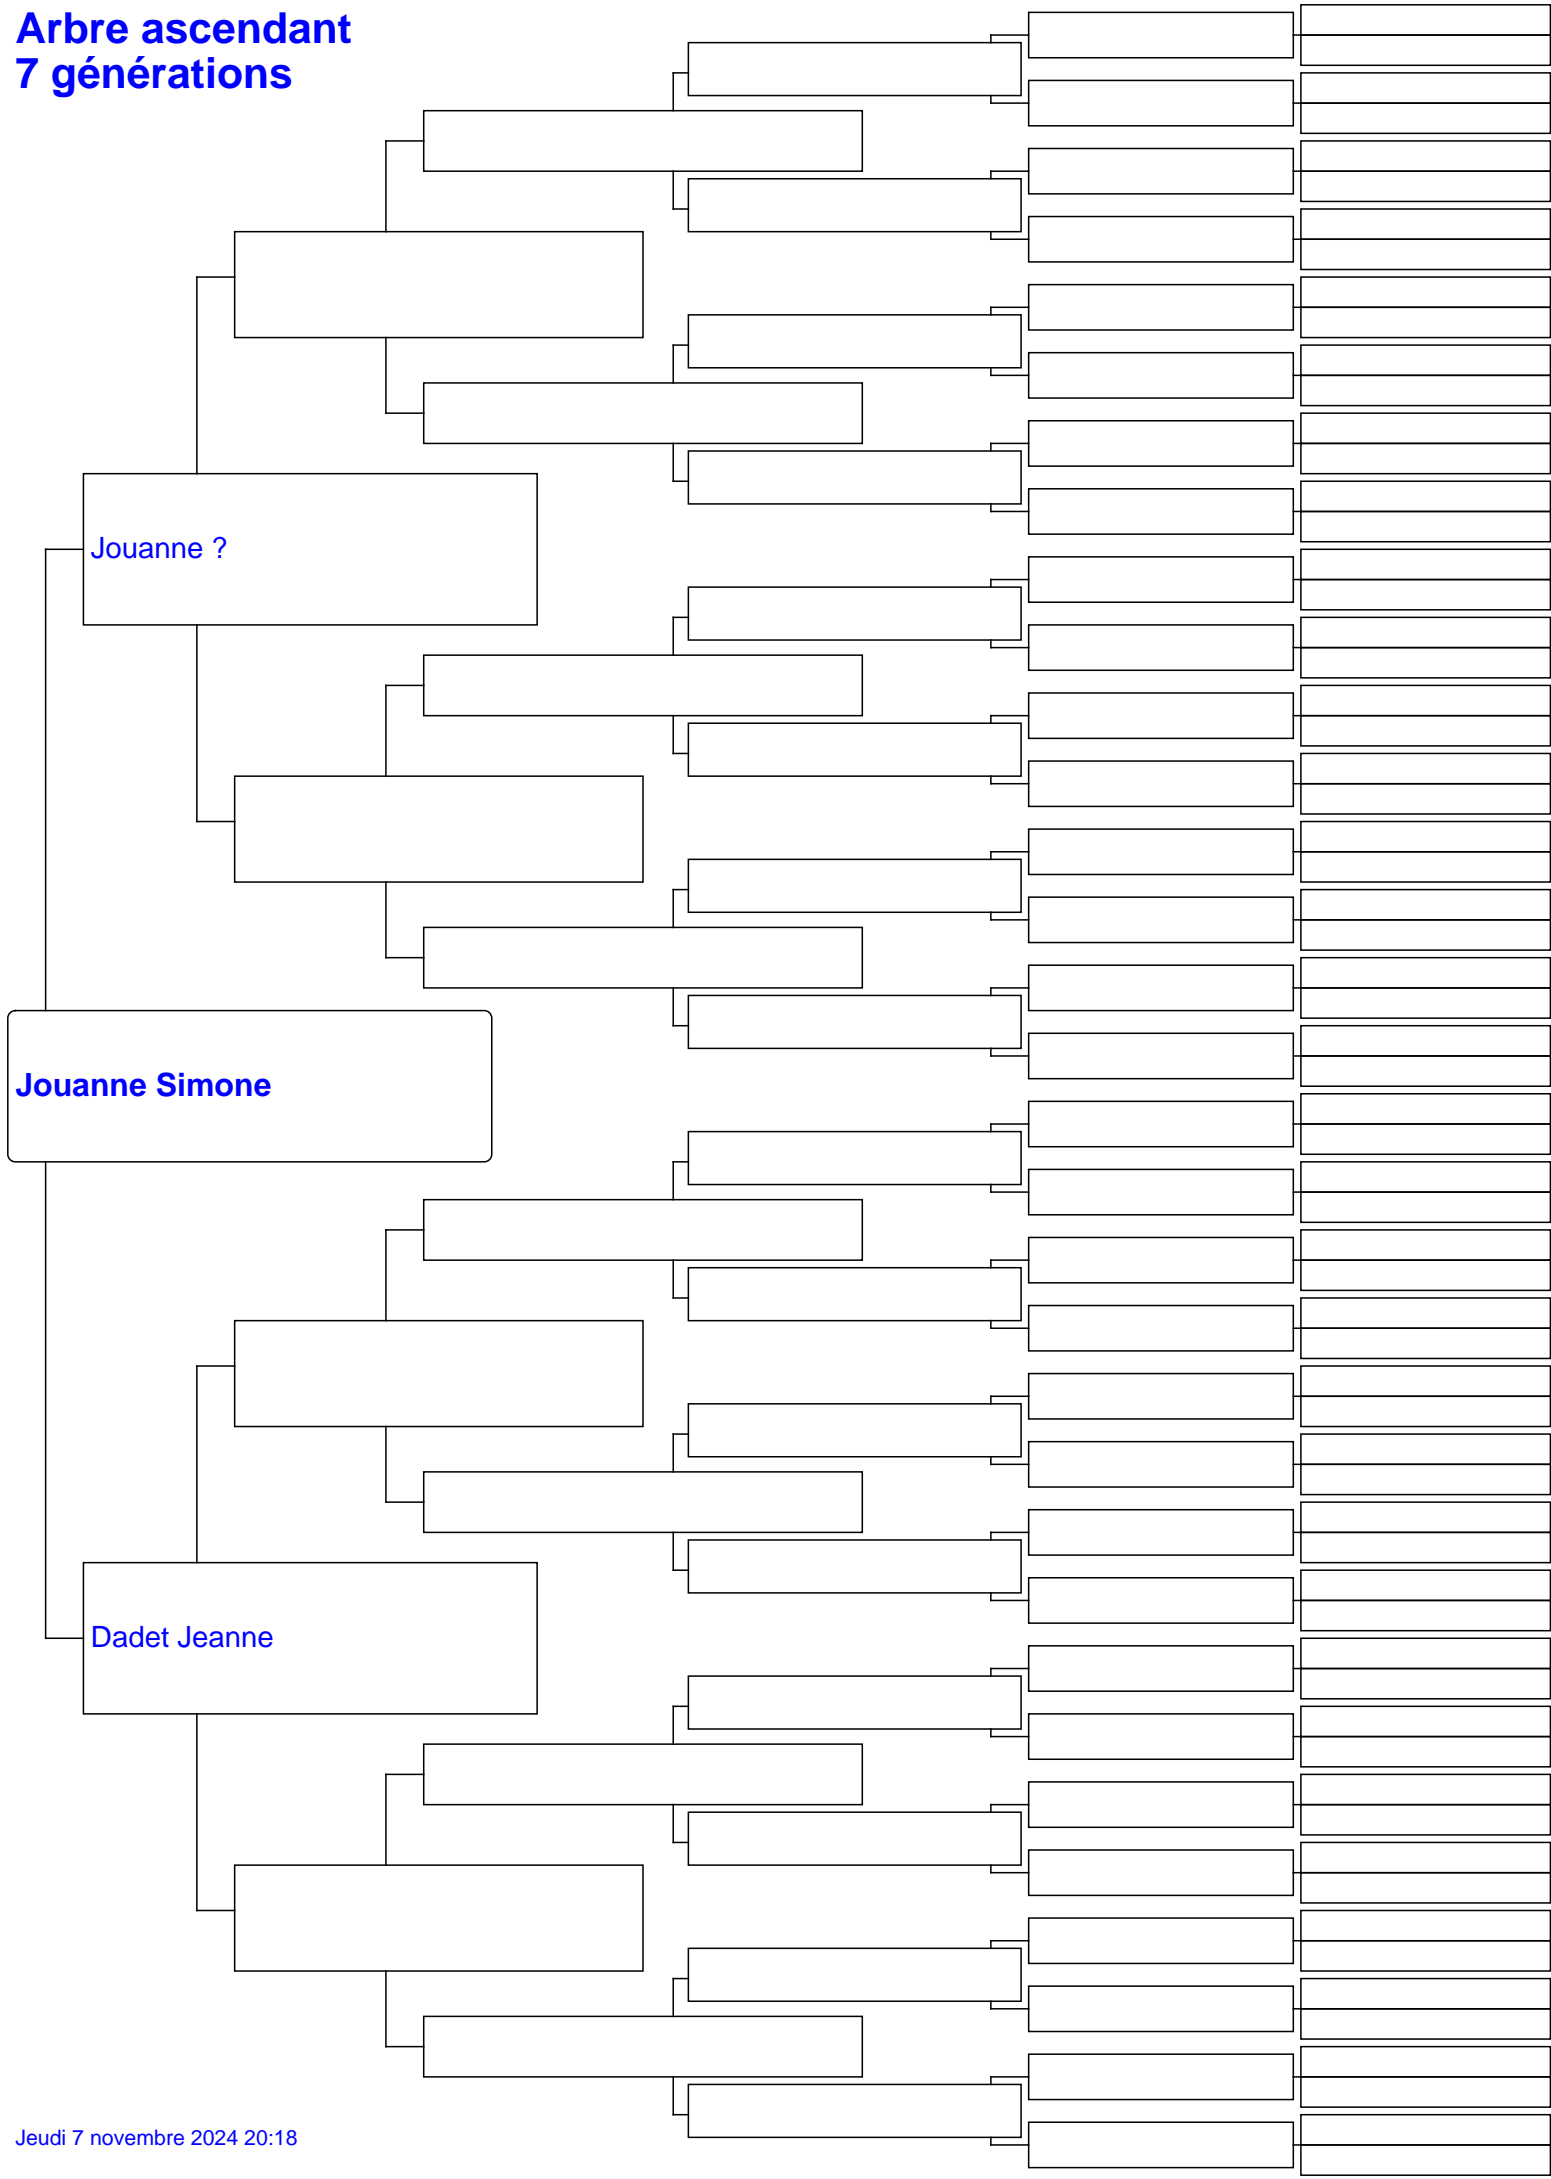 Arbre ascendant
7 générations
Jouanne ?
Jouanne Simone
Dadet Jeanne
Jeudi 7 novembre 2024 20:18